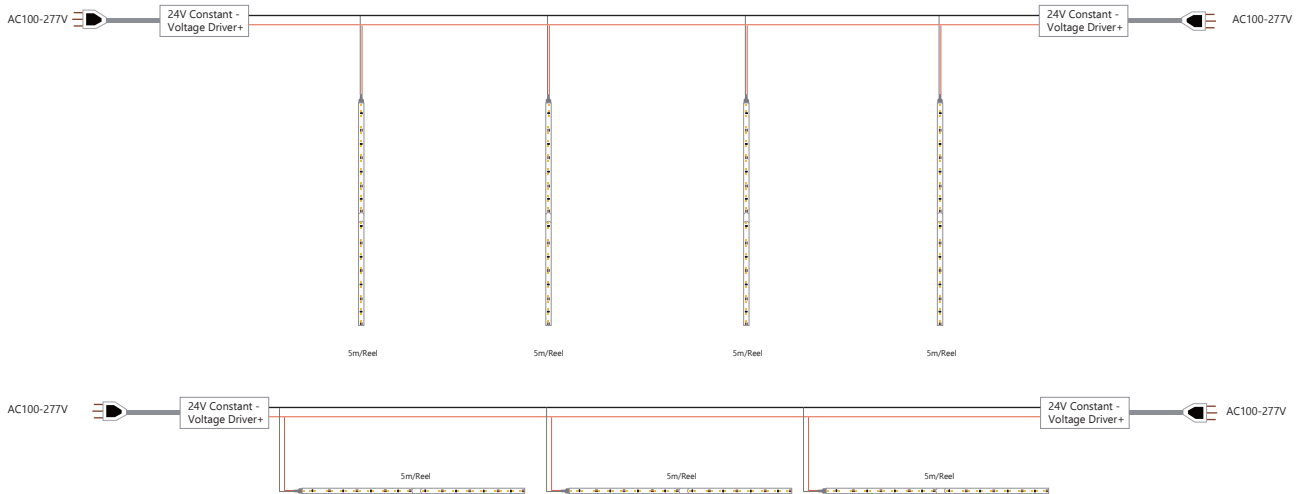 AC100-277V
24V Constant -
Voltage Driver+
24V Constant -
Voltage Driver+
AC100-277V
5m/Reel
5m/Reel
5m/Reel
5m/Reel
AC100-277V
24V Constant -
Voltage Driver+
24V Constant -
Voltage Driver+
AC100-277V
5m/Reel
5m/Reel
5m/Reel